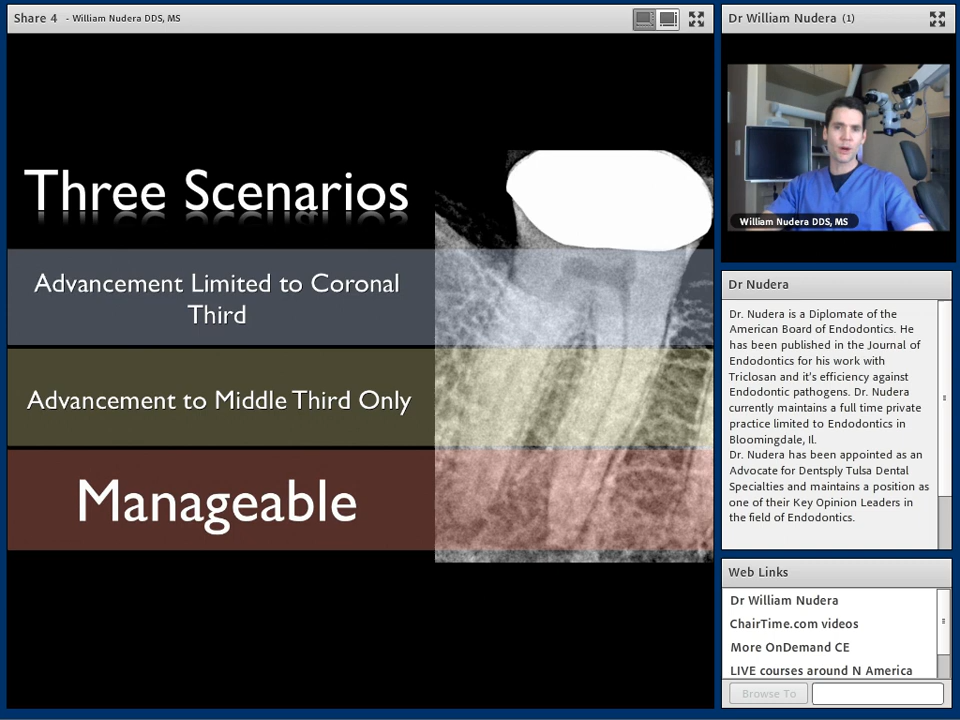 Share 4 - William Nudera DDS, MS
Three Scenarios
Advancement Limited to Coronal
Third
Advancement to Middle Third Only
Manageable
Dr William Nudera (1)
William Nudera DDS, MS
Dr Nudera
Dr. Nudera is a Diplomate of the
American Board of Endodontics. He
has been published in the Journal of
Endodontics for his work with
Triclosan and it's efficiency against
Endodontic pathogens. Dr. Nudera
currently maintains a full time private
practice limited to Endodontics in
Bloomingdale, Il.
Dr. Nudera has been appointed as an
Advocate for Dentsply Tulsa Dental
Specialties and maintains a position as
one of their Key Opinion Leaders in
the field of Endodontics.
Web Links
Dr William Nudera
ChairTime.com videos
More OnDemand CE
LIVE courses around N America
Browse To